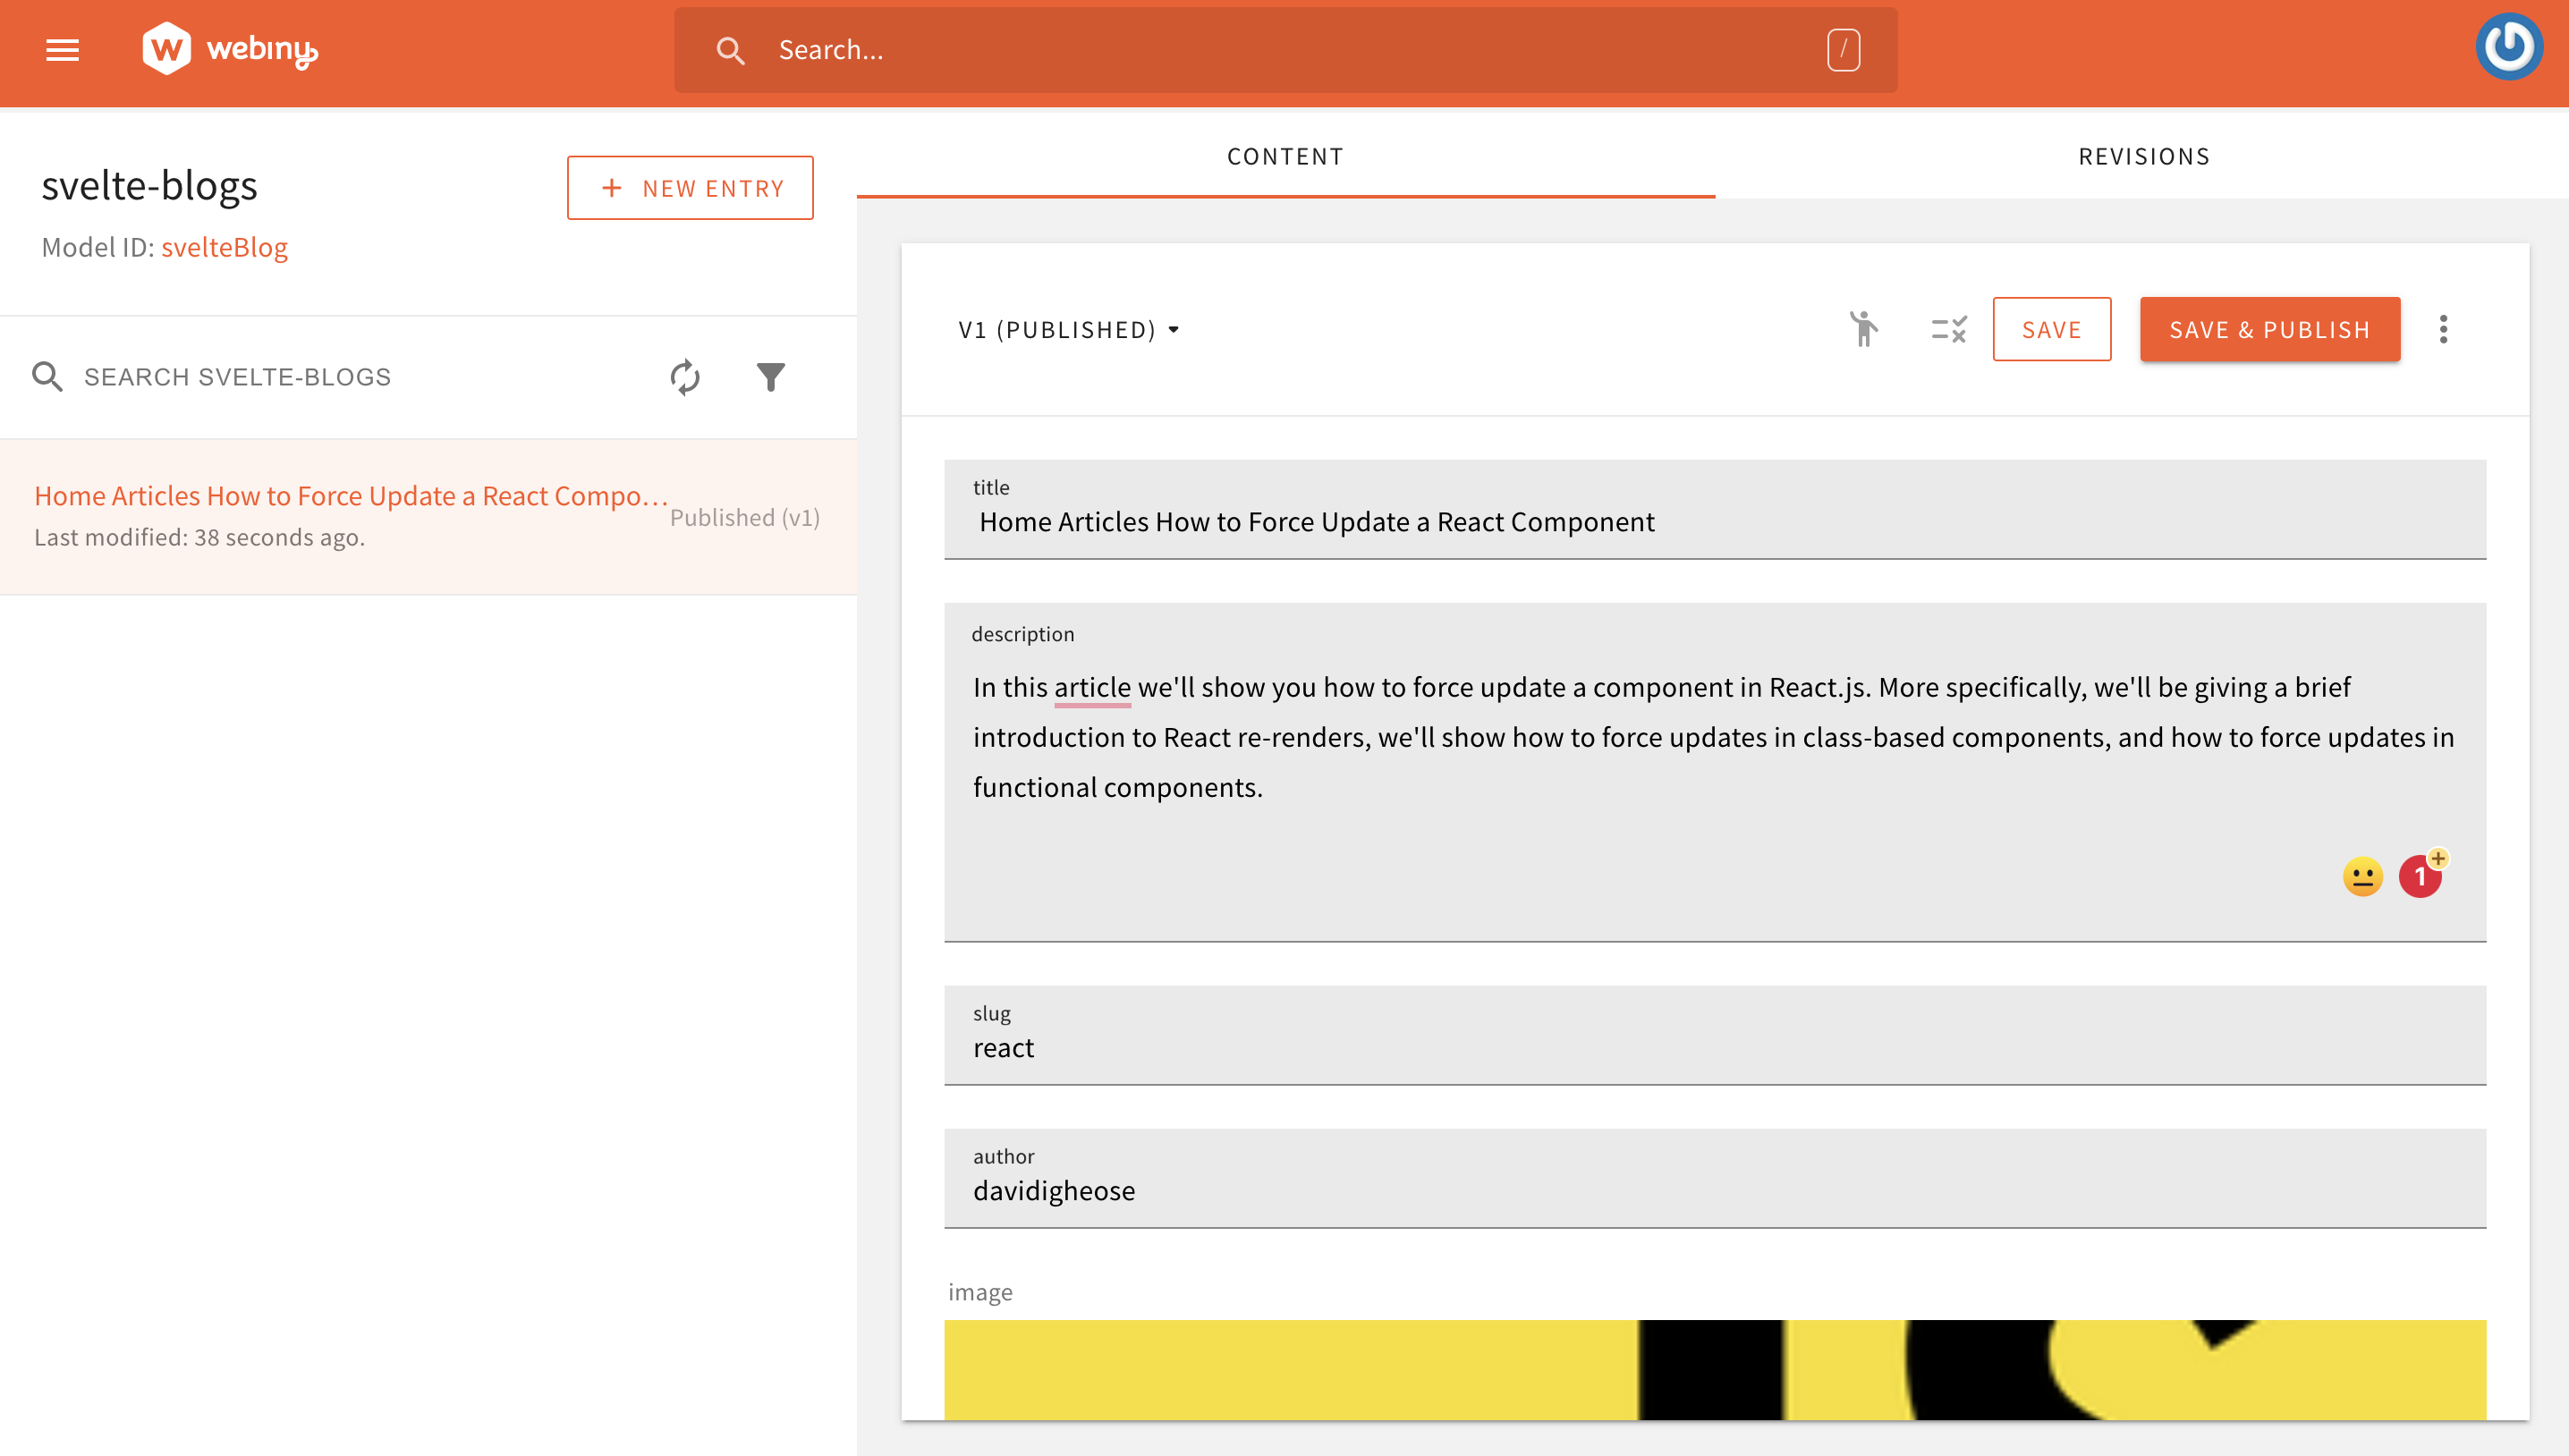 webiny
Search...
/
svelte-blogs
+ NEW ENTRY
Model ID: svelteBlog
SEARCH SVELTE-BLOGS
Home Articles How to Force Update a React Compo...
Last modified: 38 seconds ago.
Published (v1)
CONTENT
REVISIONS
V1 (PUBLISHED)
SAVE
SAVE & PUBLISH
title
Home Articles How to Force Update a React Component
description
In this article we'll show you how to force update a component in React.js. More specifically, we'll be giving a brief
introduction to React re-renders, we'll show how to force updates in class-based components, and how to force updates in
functional components.
1
slug
react
author
davidigheose
image